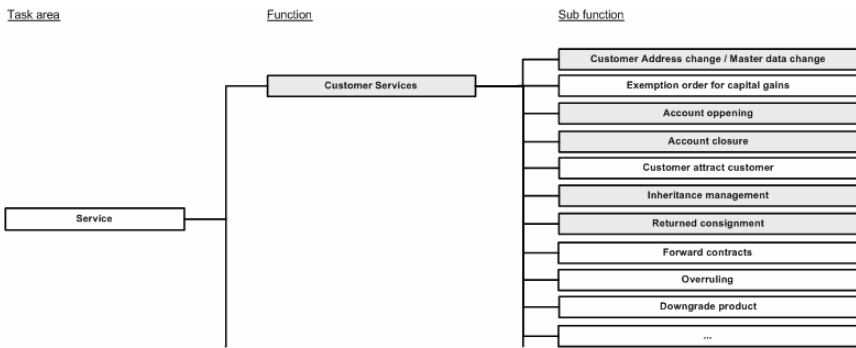 Task area
Function
Sub function
Customer Address change / Master data change
Customer Services
Exemption order for capital gains
Account oppening
Account closure
Customer attract customer
Inheritance management
Service
Returned consignment
Forward contracts
Overruling
Downgrade product
...